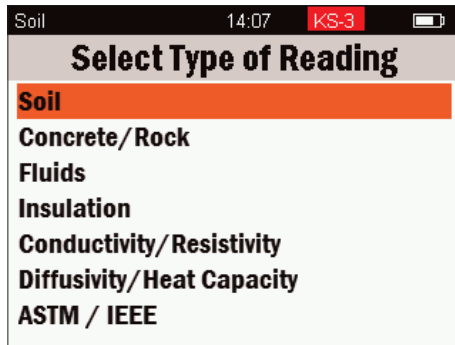 Soil 14:07 KS-3
Select Type of Reading
Soil
Concrete/Rock
Fluids
Insulation
Conductivity/Resistivity
Diffusivity/Heat Capacity
ASTM / IEEE